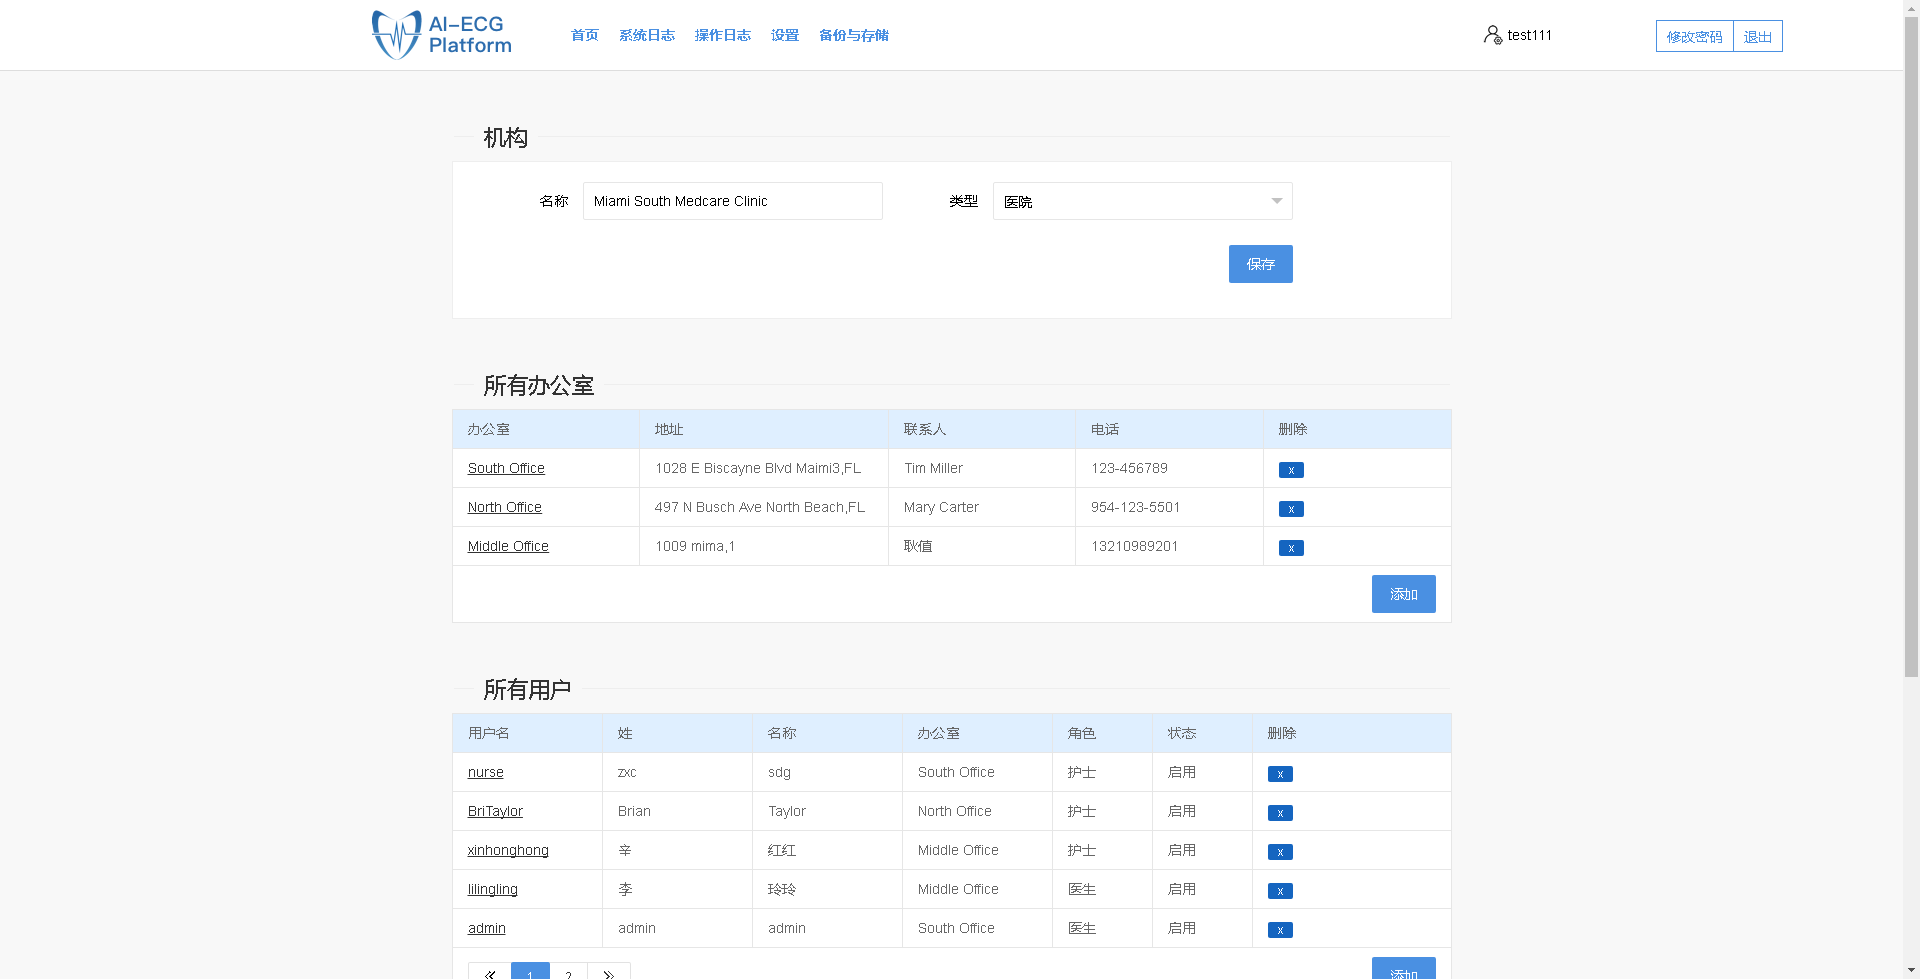 AI-ECG Platform 首页 系统日志 操作日志 设置 备份与存储 test111 修改密码 退出
机构
名称 Miami South Medcare Clinic 类型 医院
保存
所有办公室
办公室 地址 联系人 电话 删除
South Office 1028 E Biscayne Blvd Maimi3,FL Tim Miller 123-456789 x
North Office 497 N Busch Ave North Beach,FL Mary Carter 954-123-5501 x
Middle Office 1009 mima,1 耿值 13210989201 x
添加
所有用户
用户名 姓 名称 办公室 角色 状态 删除
nurse zxc sdg South Office 护士 启用 x
BriTaylor Brian Taylor North Office 护士 启用 x
xinhonghong 辛 红红 Middle Office 护士 启用 x
lilingling 李 玲玲 Middle Office 医生 启用 x
admin admin admin South Office 医生 启用 x
« 1 2 » 添加